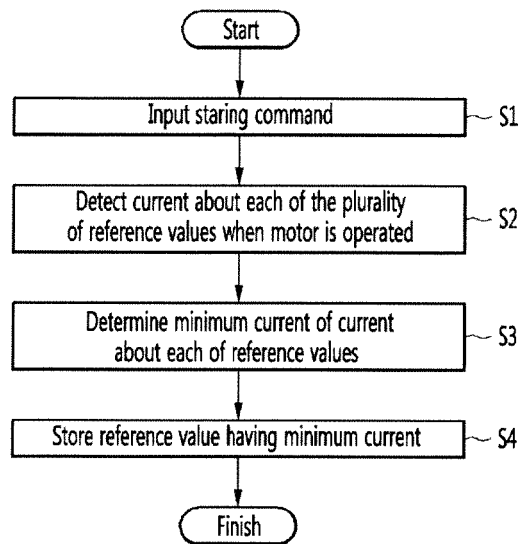 Start
Input staring command
S1
Detect current about each of the plurality
of reference values when motor is operated
S2
Determine minimum current of current
about each of reference values
S3
Store reference value having minimum current
S4
Finish